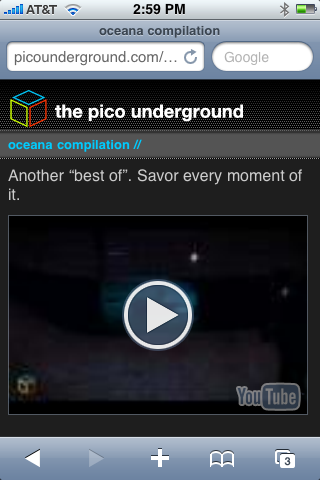 AT&T 2:59 PM
oceana compilation
picounderground.com/... Google
the pico underground
oceana compilation //
Another “best of”. Savor every moment of
it.
YouTube
3